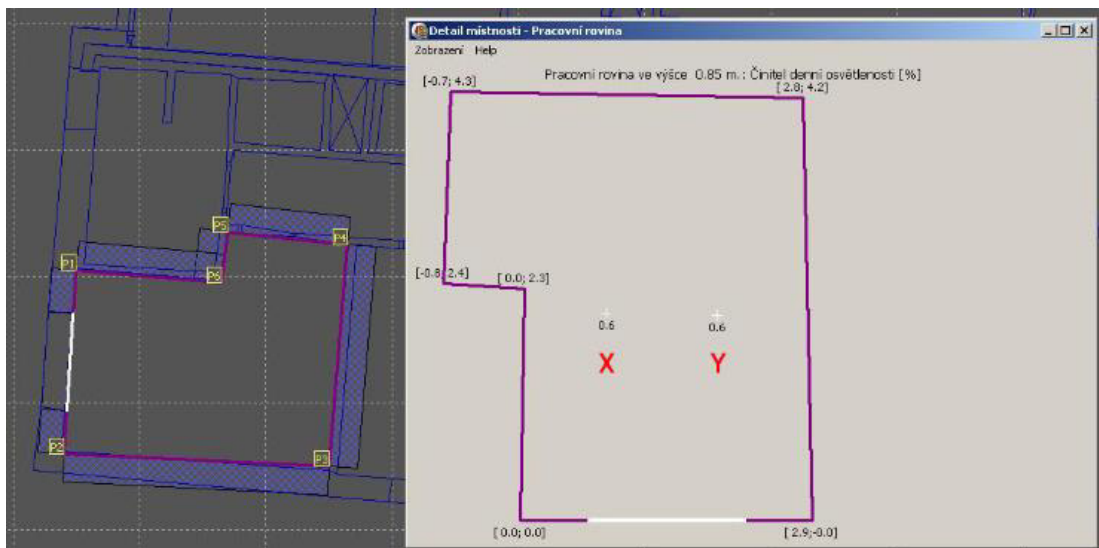 Detail místnosti - Pracovní rovina
Zobrazení Help
Pracovní rovina ve výšce 0.85 m.: Činitel denní osvětlenosti [%]
[-0.7; 4.3]
[ 2.8; 4.2]
P5
P4
P1
P6
[-0.8; 2.4]
[ 0.0; 2.3]
0.6
0.6
X
Y
P2
P3
[ 0.0; 0.0]
[ 2.9;-0.0]